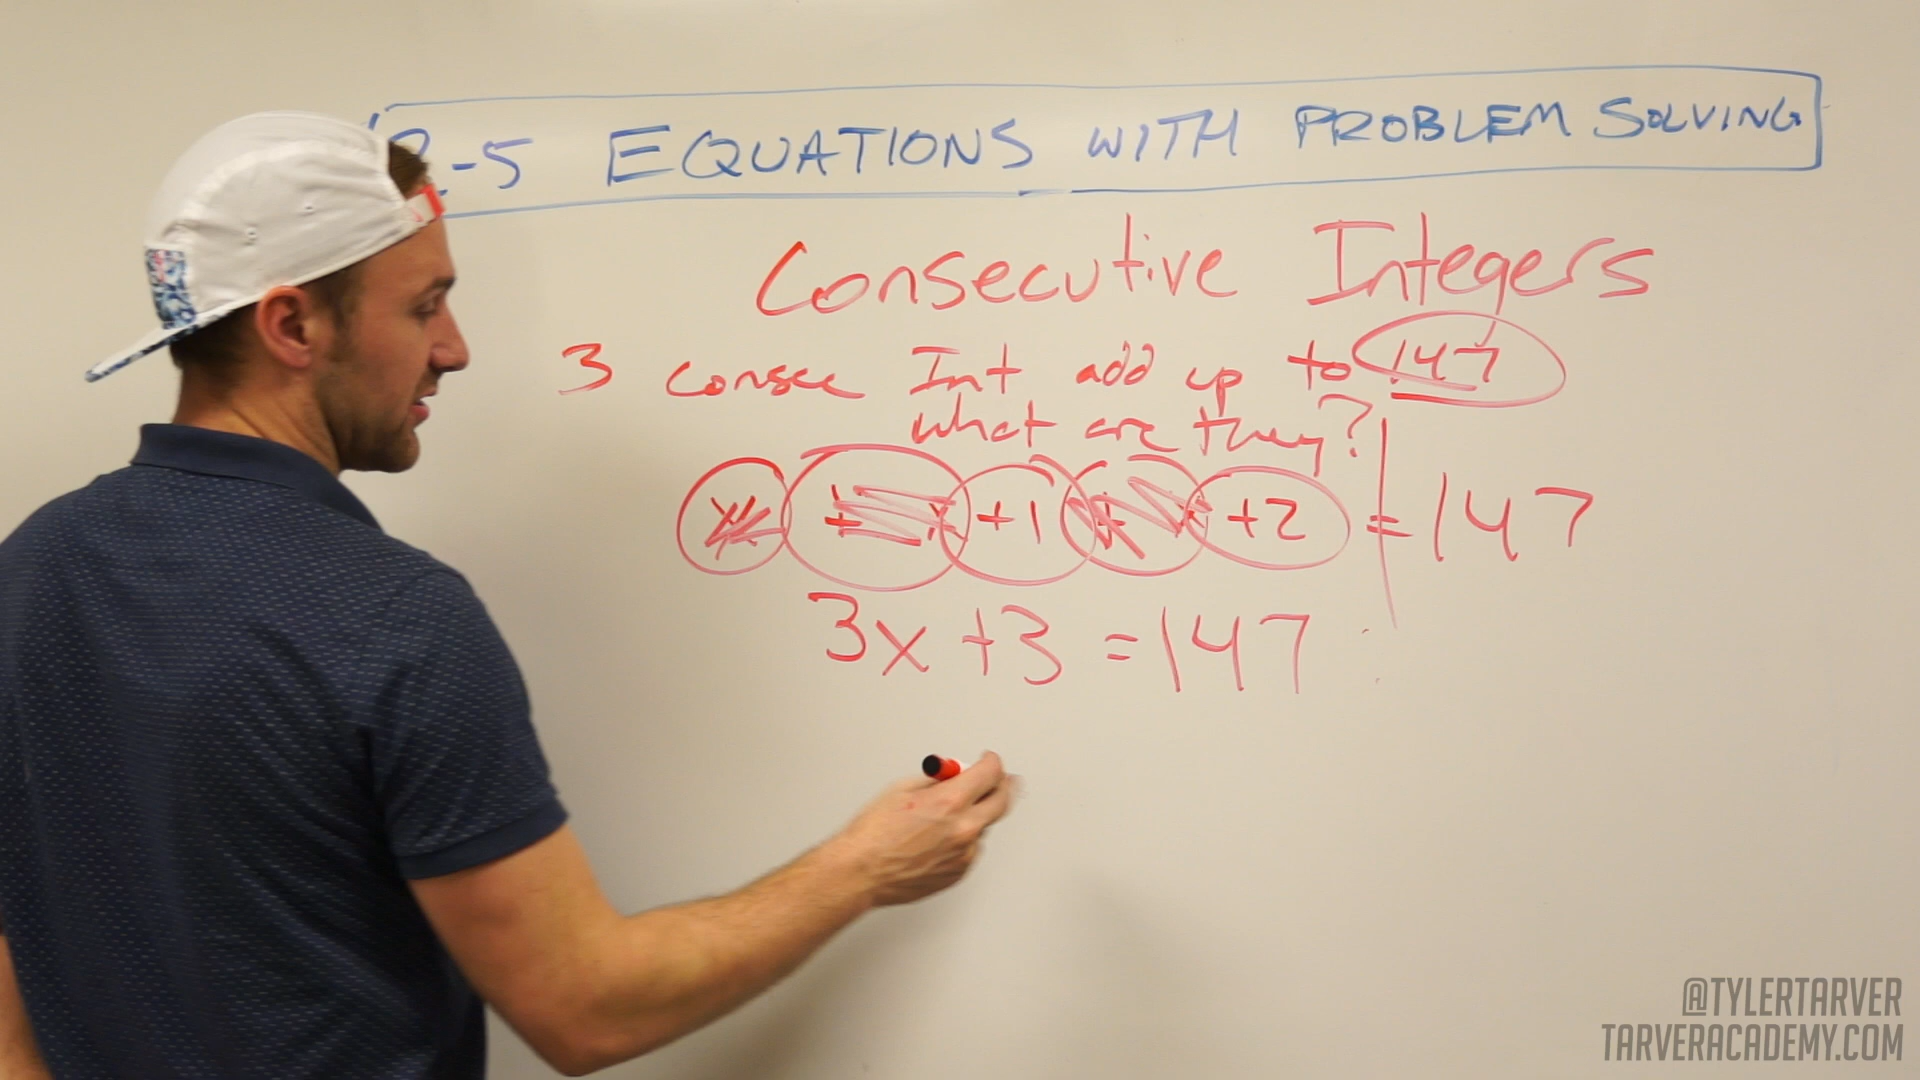 2-5 EQUATIONS WITH PROBLEM SOLVING
Consecutive Integers
3 consec Int add up to 147
what are they?
x + x +1 + x +2 = 147
3x +3 = 147
@TYLERTARVER
TARVERACADEMY.COM